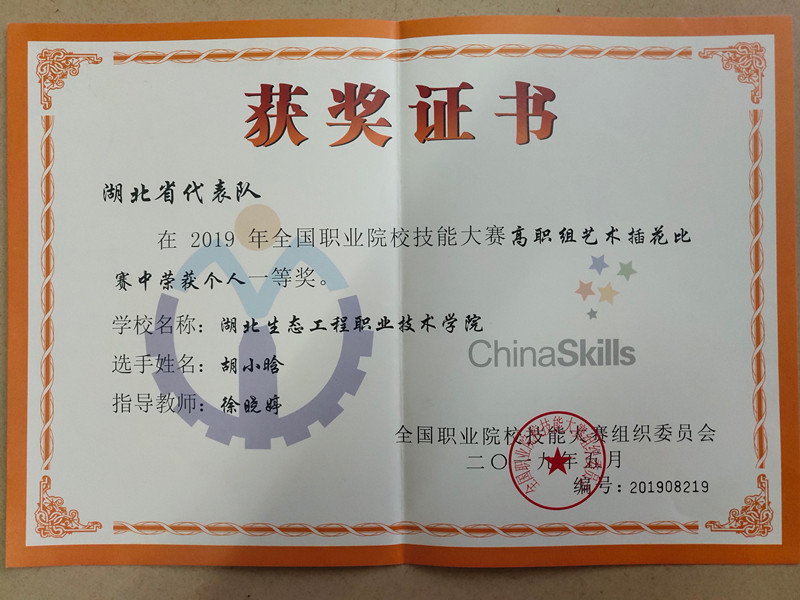 获奖证书
湖北省代表队
在 2019 年全国职业院校技能大赛高职组艺术插花比
赛中荣获个人一等奖。
学校名称：湖北生态工程职业技术学院
ChinaSkills
选手姓名：胡小晗
指导教师：徐晓婷
全国职业院校技能大赛组织委员会
二〇一九年五月
编号：201908219